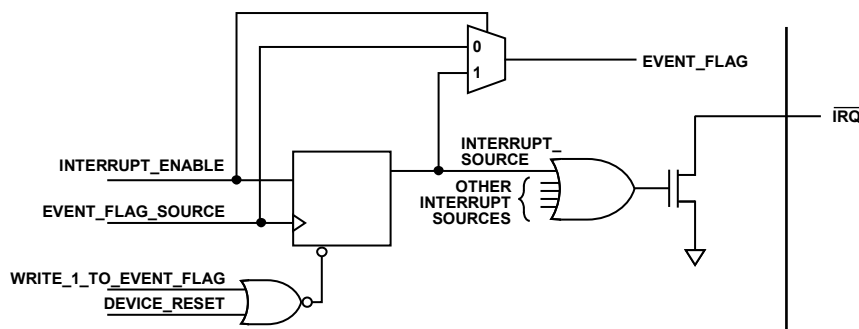 0
EVENT_FLAG
1
IRQ
INTERRUPT_ENABLE
INTERRUPT_
SOURCE
OTHER
INTERRUPT
SOURCES
EVENT_FLAG_SOURCE
WRITE_1_TO_EVENT_FLAG
DEVICE_RESET